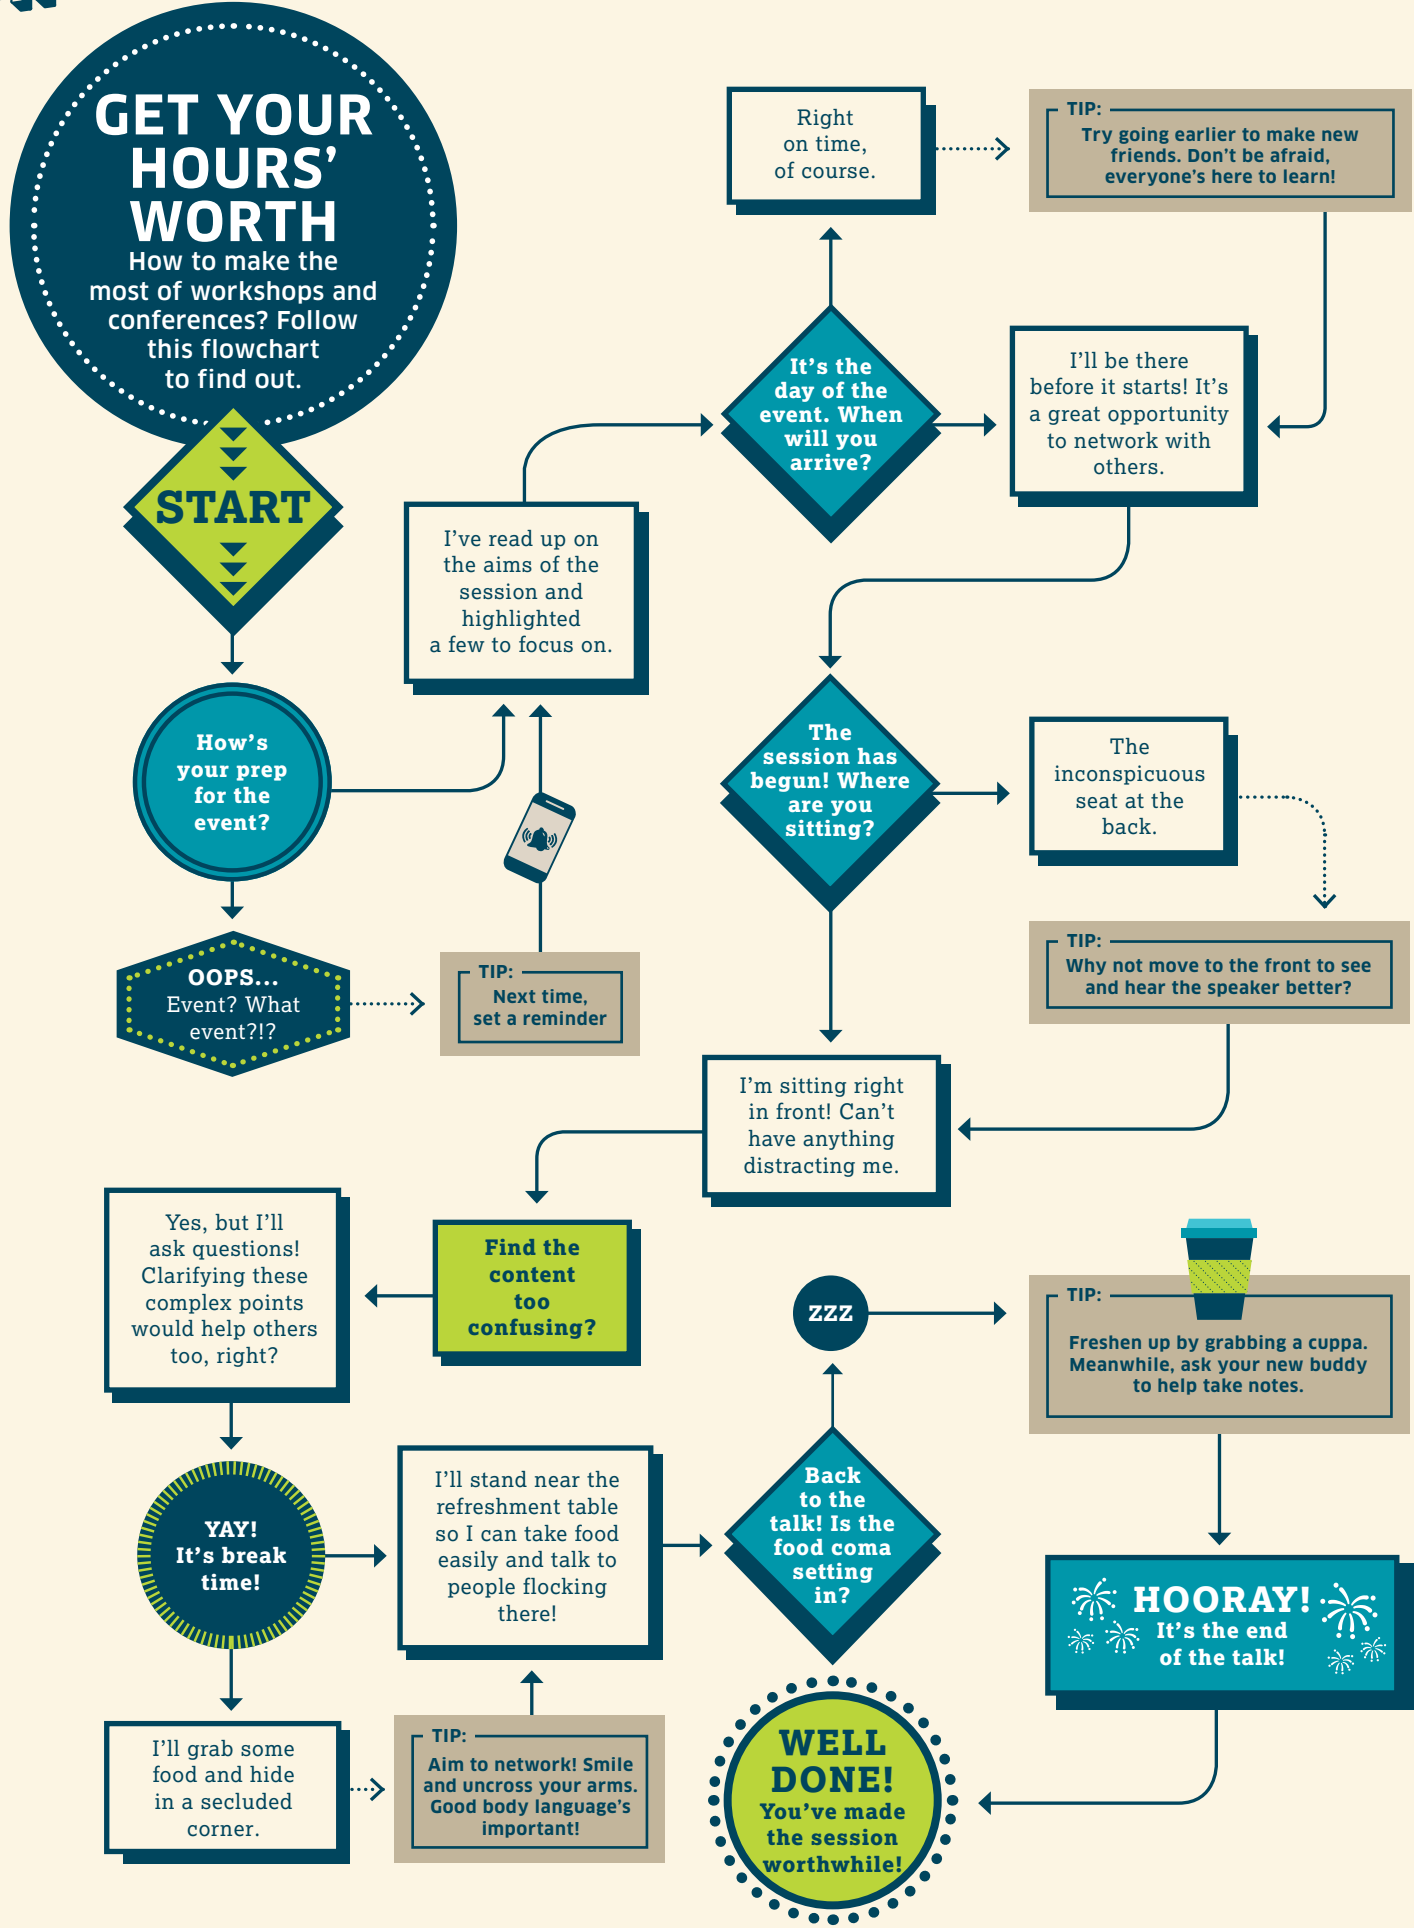 GET YOUR
HOURS’
WORTH
How to make the
most of workshops and
conferences? Follow
this flowchart
to find out.
START
How’s
your prep
for the
event?
OOPS...
Event? What
event?!?
TIP:
Next time,
set a reminder
I’ve read up on
the aims of the
session and
highlighted
a few to focus on.
It’s the
day of the
event. When
will you
arrive?
Right
on time,
of course.
TIP:
Try going earlier to make new
friends. Don’t be afraid,
everyone’s here to learn!
I’ll be there
before it starts! It’s
a great opportunity
to network with
others.
The
session has
begun! Where
are you
sitting?
The
inconspicuous
seat at the
back.
TIP:
Why not move to the front to see
and hear the speaker better?
I’m sitting right
in front! Can’t
have anything
distracting me.
Find the
content
too
confusing?
Yes, but I’ll
ask questions!
Clarifying these
complex points
would help others
too, right?
YAY!
It’s break
time!
I’ll grab some
food and hide
in a secluded
corner.
TIP:
Aim to network! Smile
and uncross your arms.
Good body language’s
important!
I’ll stand near the
refreshment table
so I can take food
easily and talk to
people flocking
there!
Back
to the
talk! Is the
food coma
setting
in?
ZZZ
TIP:
Freshen up by grabbing a cuppa.
Meanwhile, ask your new buddy
to help take notes.
HOORAY!
It’s the end
of the talk!
WELL
DONE!
You’ve made
the session
worthwhile!